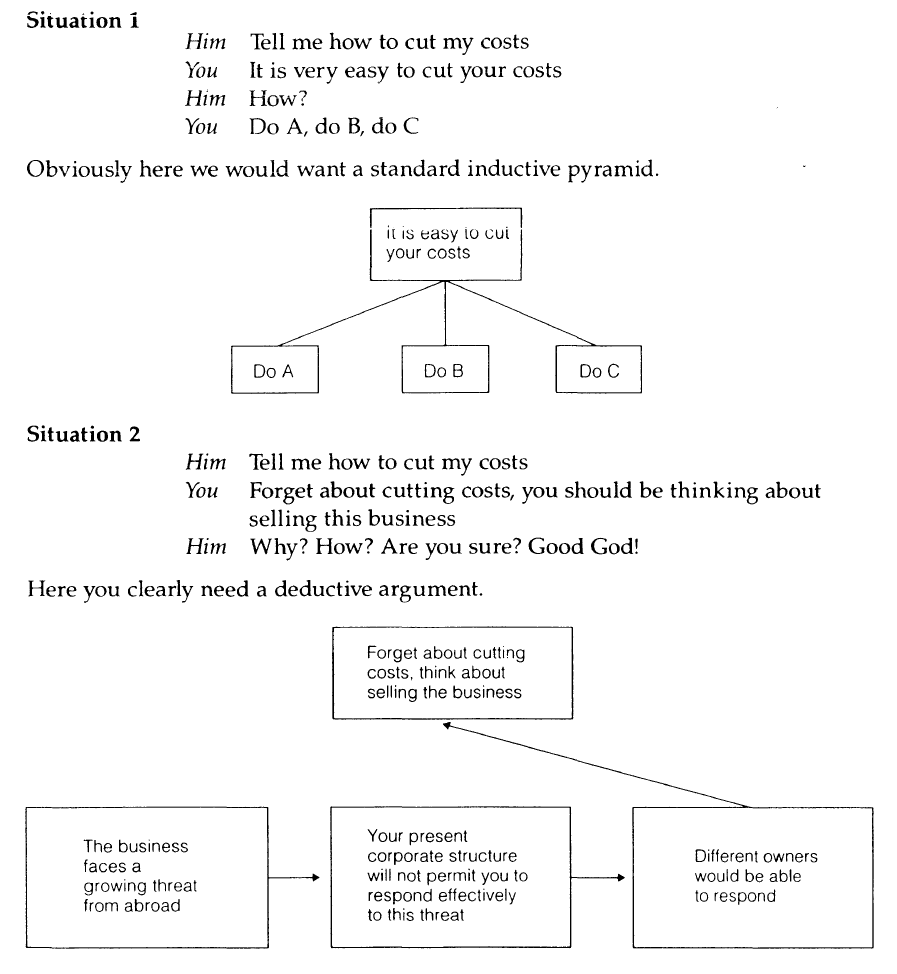 Situation 1
Him Tell me how to cut my costs
You It is very easy to cut your costs
Him How?
You Do A, do B, do C
Obviously here we would want a standard inductive pyramid.
it is easy to cut
your costs
Do A
Do B
Do C
Situation 2
Him Tell me how to cut my costs
You Forget about cutting costs, you should be thinking about
selling this business
Him Why? How? Are you sure? Good God!
Here you clearly need a deductive argument.
Forget about cutting
costs, think about
selling the business
The business
faces a
growing threat
from abroad
Your present
corporate structure
will not permit you to
respond effectively
to this threat
Different owners
would be able
to respond